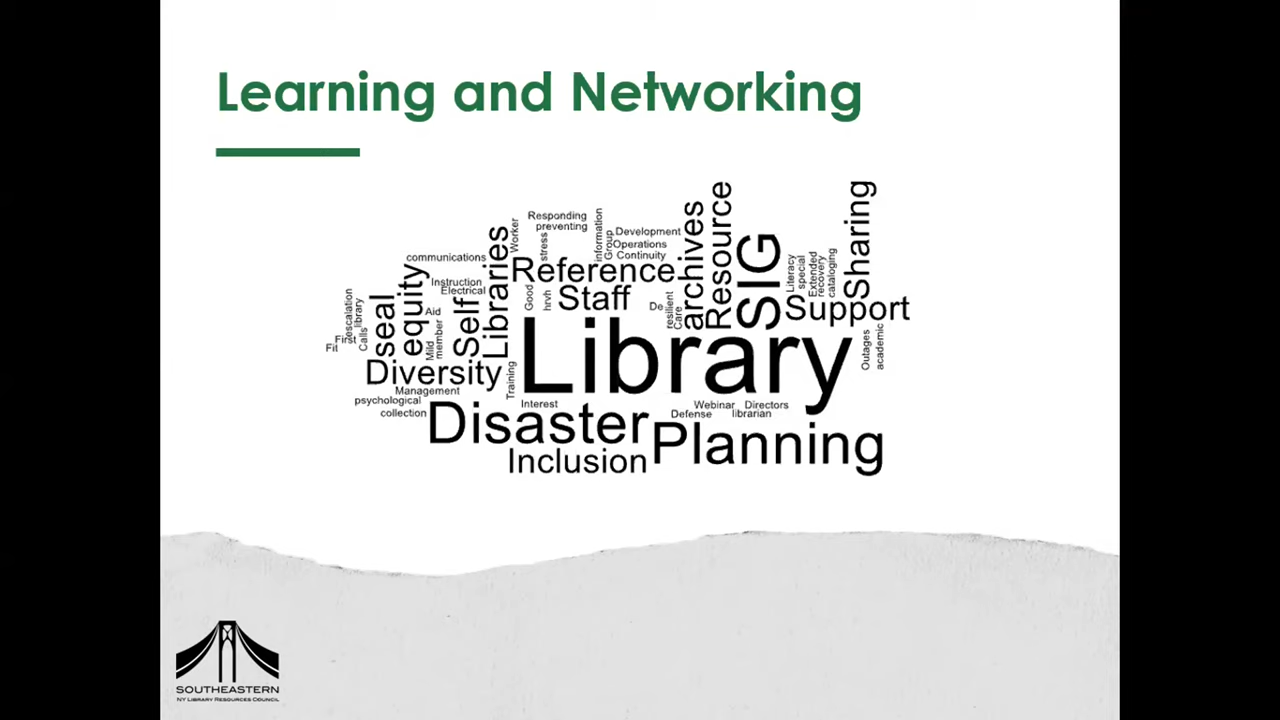 Learning and Networking
Responding
preventing
stress
Worker
information
Group
Development
Operations
Continuity
archives
Resource
SIG
Sharing
Literacy
special
Extended
recovery
cataloging
communications
Libraries
Reference
Instruction
Electrical
equity
seal
Self
Good
hrvh
Staff
De
resilient
Care
Support
escalation
library
Calls
First
Fit
Aid
Mild
member
Library
Outages
academic
Diversity
Training
Management
psychological
collection
Interest
Disaster
Webinar
Directors
Defense
librarian
Planning
Inclusion
SOUTHEASTERN
NY LIBRARY RESOURCES COUNCIL